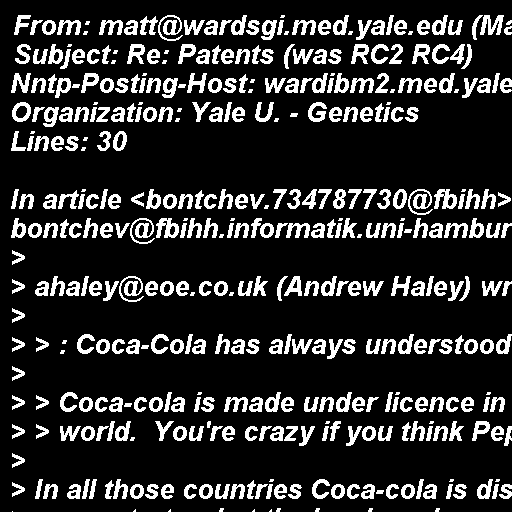 From: matt@wardsgi.med.yale.edu (Ma
Subject: Re: Patents (was RC2 RC4)
Nntp-Posting-Host: wardibm2.med.yale
Organization: Yale U. - Genetics
Lines: 30

In article <bontchev.734787730@fbihh>
bontchev@fbihh.informatik.uni-hambur
>
> ahaley@eoe.co.uk (Andrew Haley) wr
>
> > : Coca-Cola has always understood
>
> > Coca-cola is made under licence in
> > world.  You're crazy if you think Pep
>
> In all those countries Coca-cola is dis